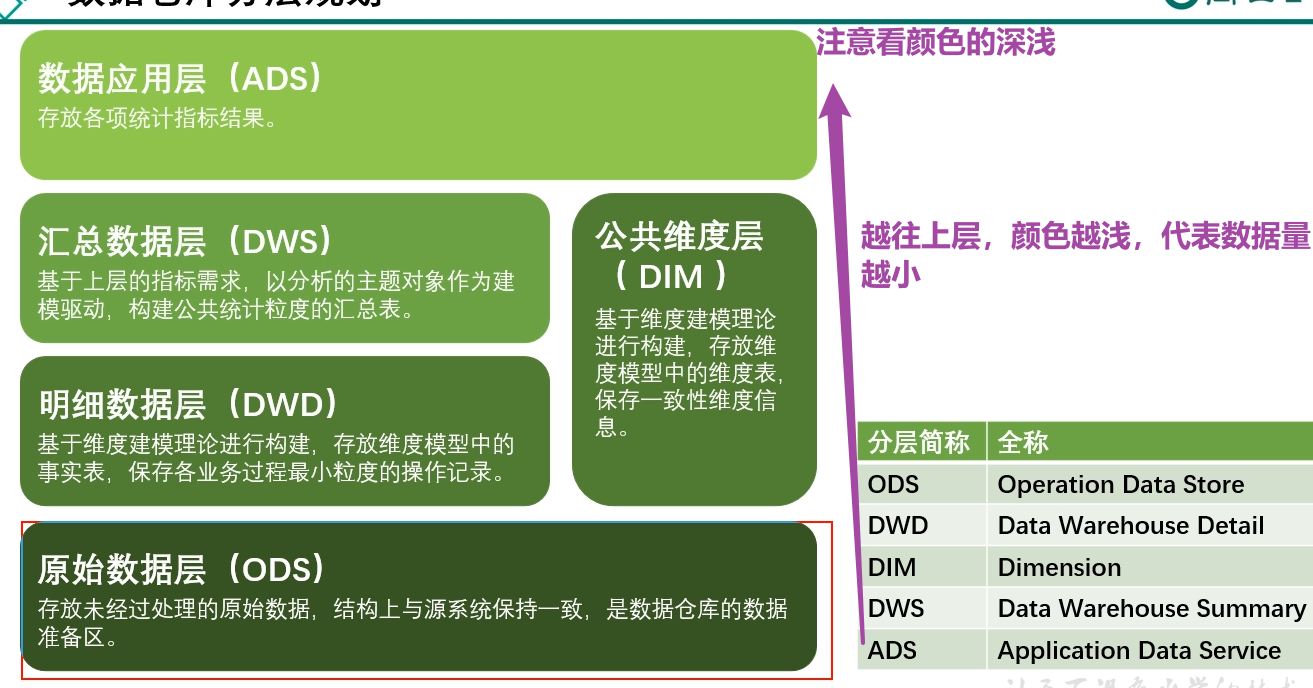 数据仓库分层规划
注意看颜色的深浅
数据应用层（ADS）
存放各项统计指标结果。
汇总数据层（DWS）
基于上层的指标需求，以分析的主题对象作为建
模驱动，构建公共统计粒度的汇总表。
公共维度层
（ DIM ）
基于维度建模理论
进行构建，存放维
度模型中的维度表，
保存一致性维度信
息。
越往上层，颜色越浅，代表数据量
越小
明细数据层（DWD）
基于维度建模理论进行构建，存放维度模型中的
事实表，保存各业务过程最小粒度的操作记录。
原始数据层（ODS）
存放未经过处理的原始数据，结构上与源系统保持一致，是数据仓库的数据
准备区。
分层简称 全称
ODS Operation Data Store
DWD Data Warehouse Detail
DIM Dimension
DWS Data Warehouse Summary
ADS Application Data Service